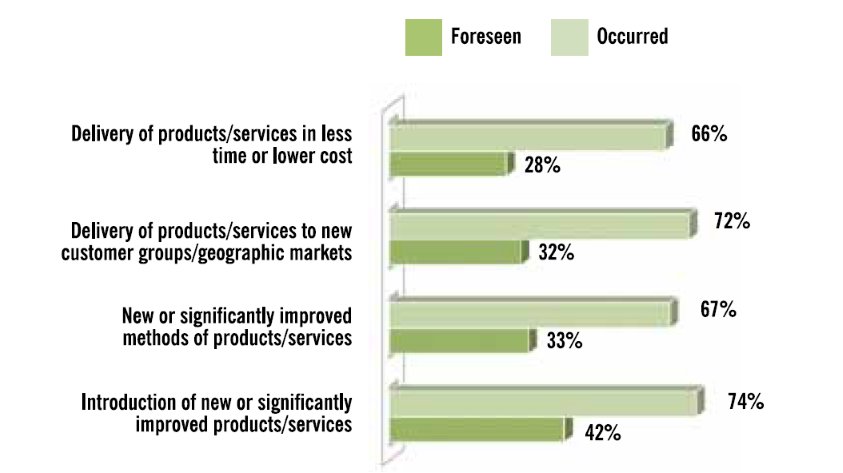 Foreseen
Occurred
Delivery of products/services in less
time or lower cost
66%
28%
Delivery of products/services to new
customer groups/geographic markets
72%
32%
New or significantly improved
methods of products/services
67%
33%
Introduction of new or significantly
improved products/services
74%
42%